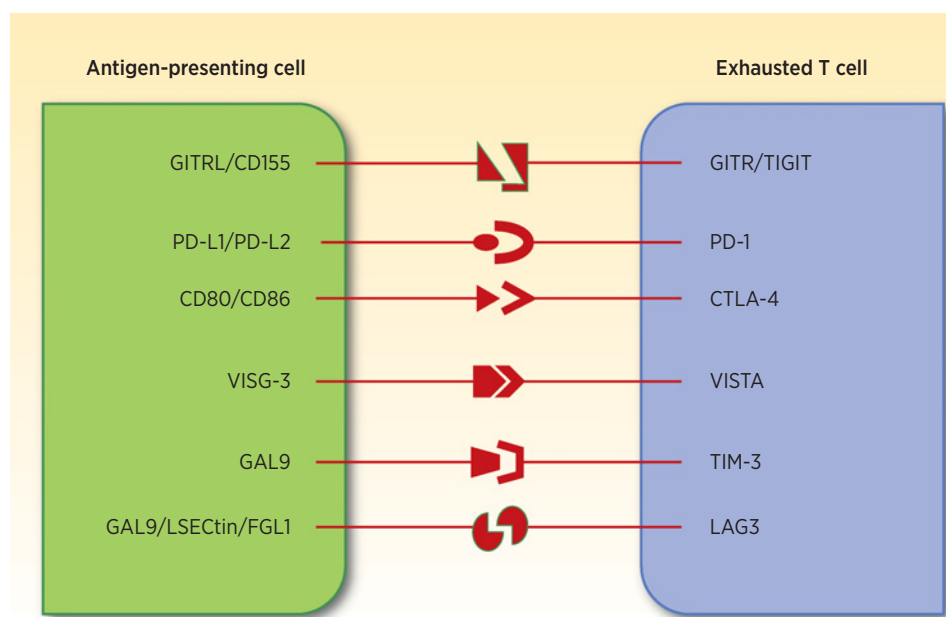 Antigen-presenting cell Exhausted T cell
GITRL/CD155 GITR/TIGIT
PD-L1/PD-L2 PD-1
CD80/CD86 CTLA-4
VISG-3 VISTA
GAL9 TIM-3
GAL9/LSECtin/FGL1 LAG3